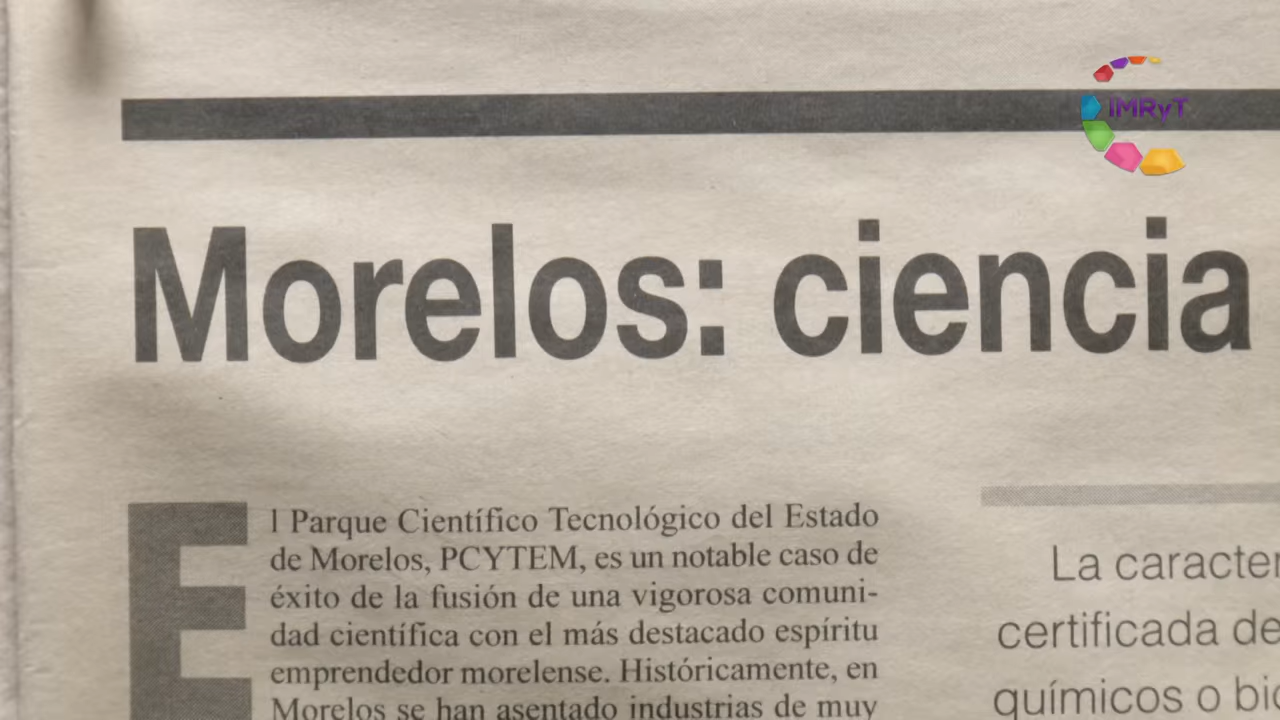 IMRyT
Morelos: ciencia
El Parque Científico Tecnológico del Estado
de Morelos, PCYTEM, es un notable caso de
éxito de la fusión de una vigorosa comuni-
dad científica con el más destacado espíritu
emprendedor morelense. Históricamente, en
Morelos se han asentado industrias de muy
La caracter
certificada de
químicos o bio